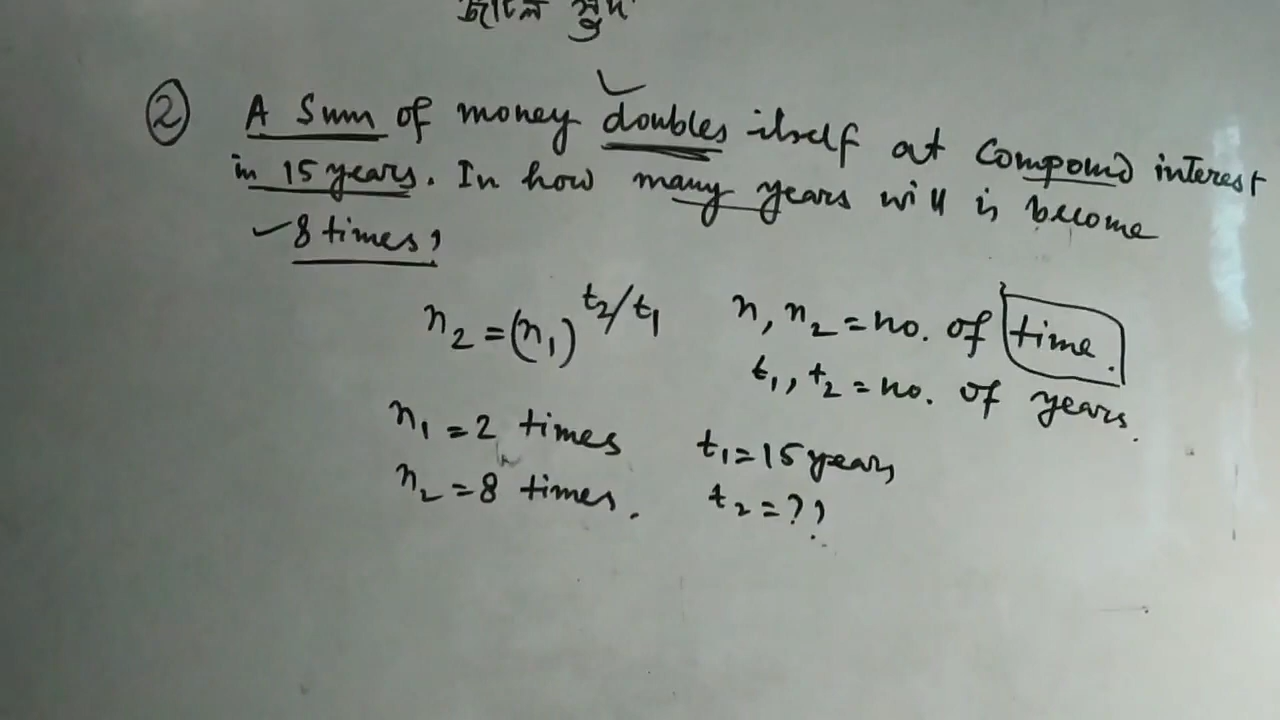 ② A Sum of money doubles itself at Compound interest
in 15 years. In how many years will is become
8 times?
n₂ = (n₁)^t₂/t₁
n, n₂ = no. of time.
t₁, t₂ = no. of years.
n₁ = 2 times t₁ = 15 years
n₂ = 8 times. t₂ = ??